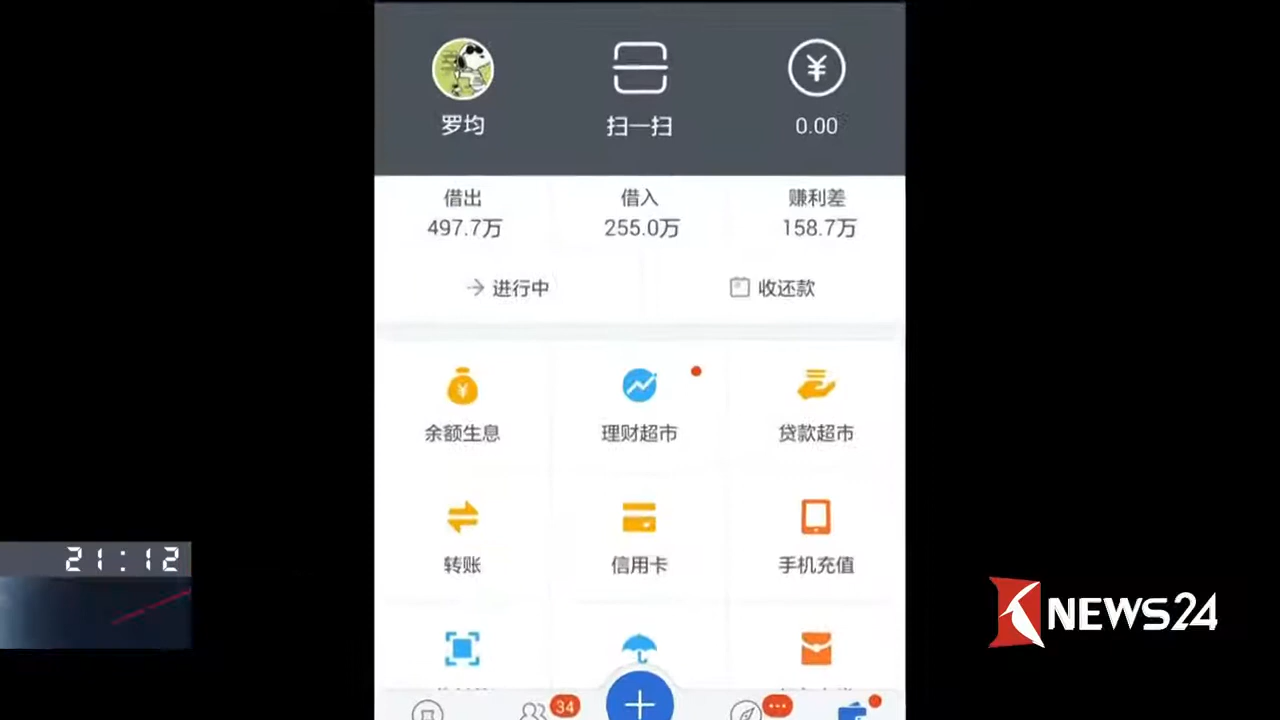 罗均
扫一扫
0.00
借出
借入
赚利差
497.7万
255.0万
158.7万
进行中
收还款
余额生息
理财超市
贷款超市
转账
信用卡
手机充值
34
21:12
NEWS24